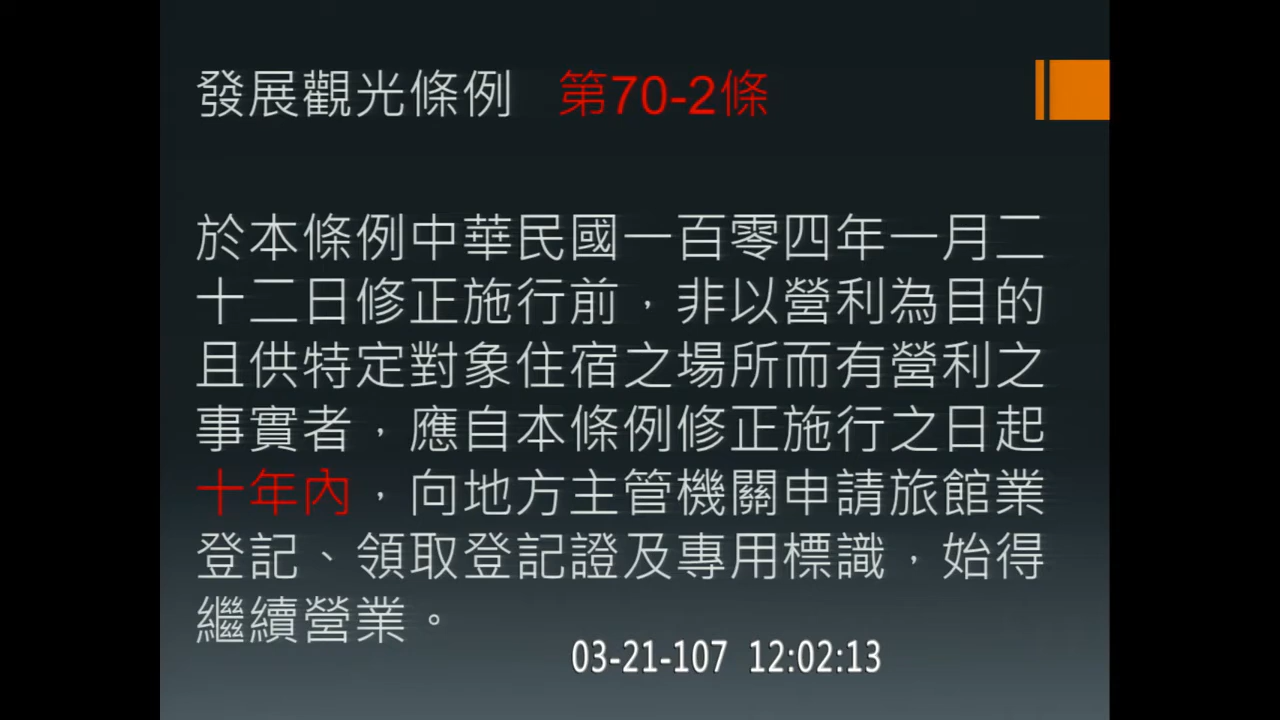 發展觀光條例 第70-2條
於本條例中華民國一百零四年一月二
十二日修正施行前，非以營利為目的
且供特定對象住宿之場所而有營利之
事實者，應自本條例修正施行之日起
十年內，向地方主管機關申請旅館業
登記、領取登記證及專用標識，始得
繼續營業。
03-21-107 12:02:13